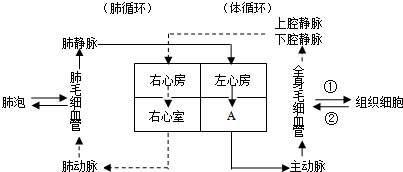 （肺循环） （体循环）
肺静脉
上腔静脉
下腔静脉
肺泡
肺毛细血管
右心房 左心房
右心室 A
全身毛细血管
①
②
组织细胞
肺动脉
主动脉